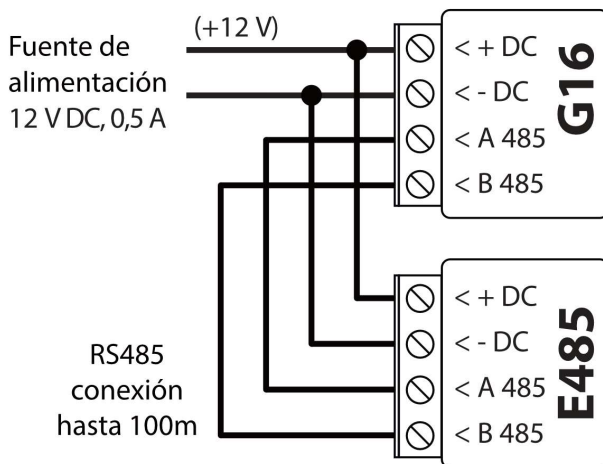 (+12 V)
Fuente de
alimentación
12 V DC, 0,5 A
< + DC
< - DC
< A 485
< B 485
G16
< + DC
< - DC
< A 485
< B 485
E485
RS485
conexión
hasta 100m